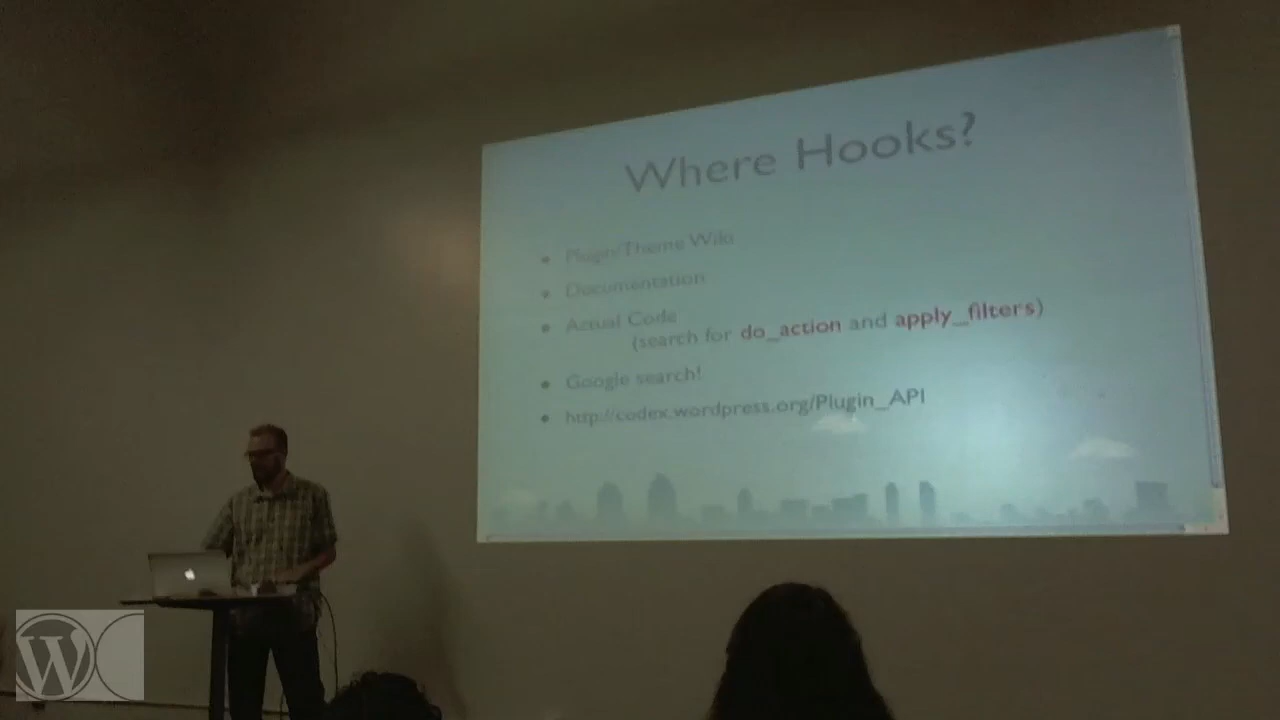 Where Hooks?
Plugin/Theme Wiki
Documentation
Actual Code
(search for do_action and apply_filters)
Google search!
http://codex.wordpress.org/Plugin_API
W